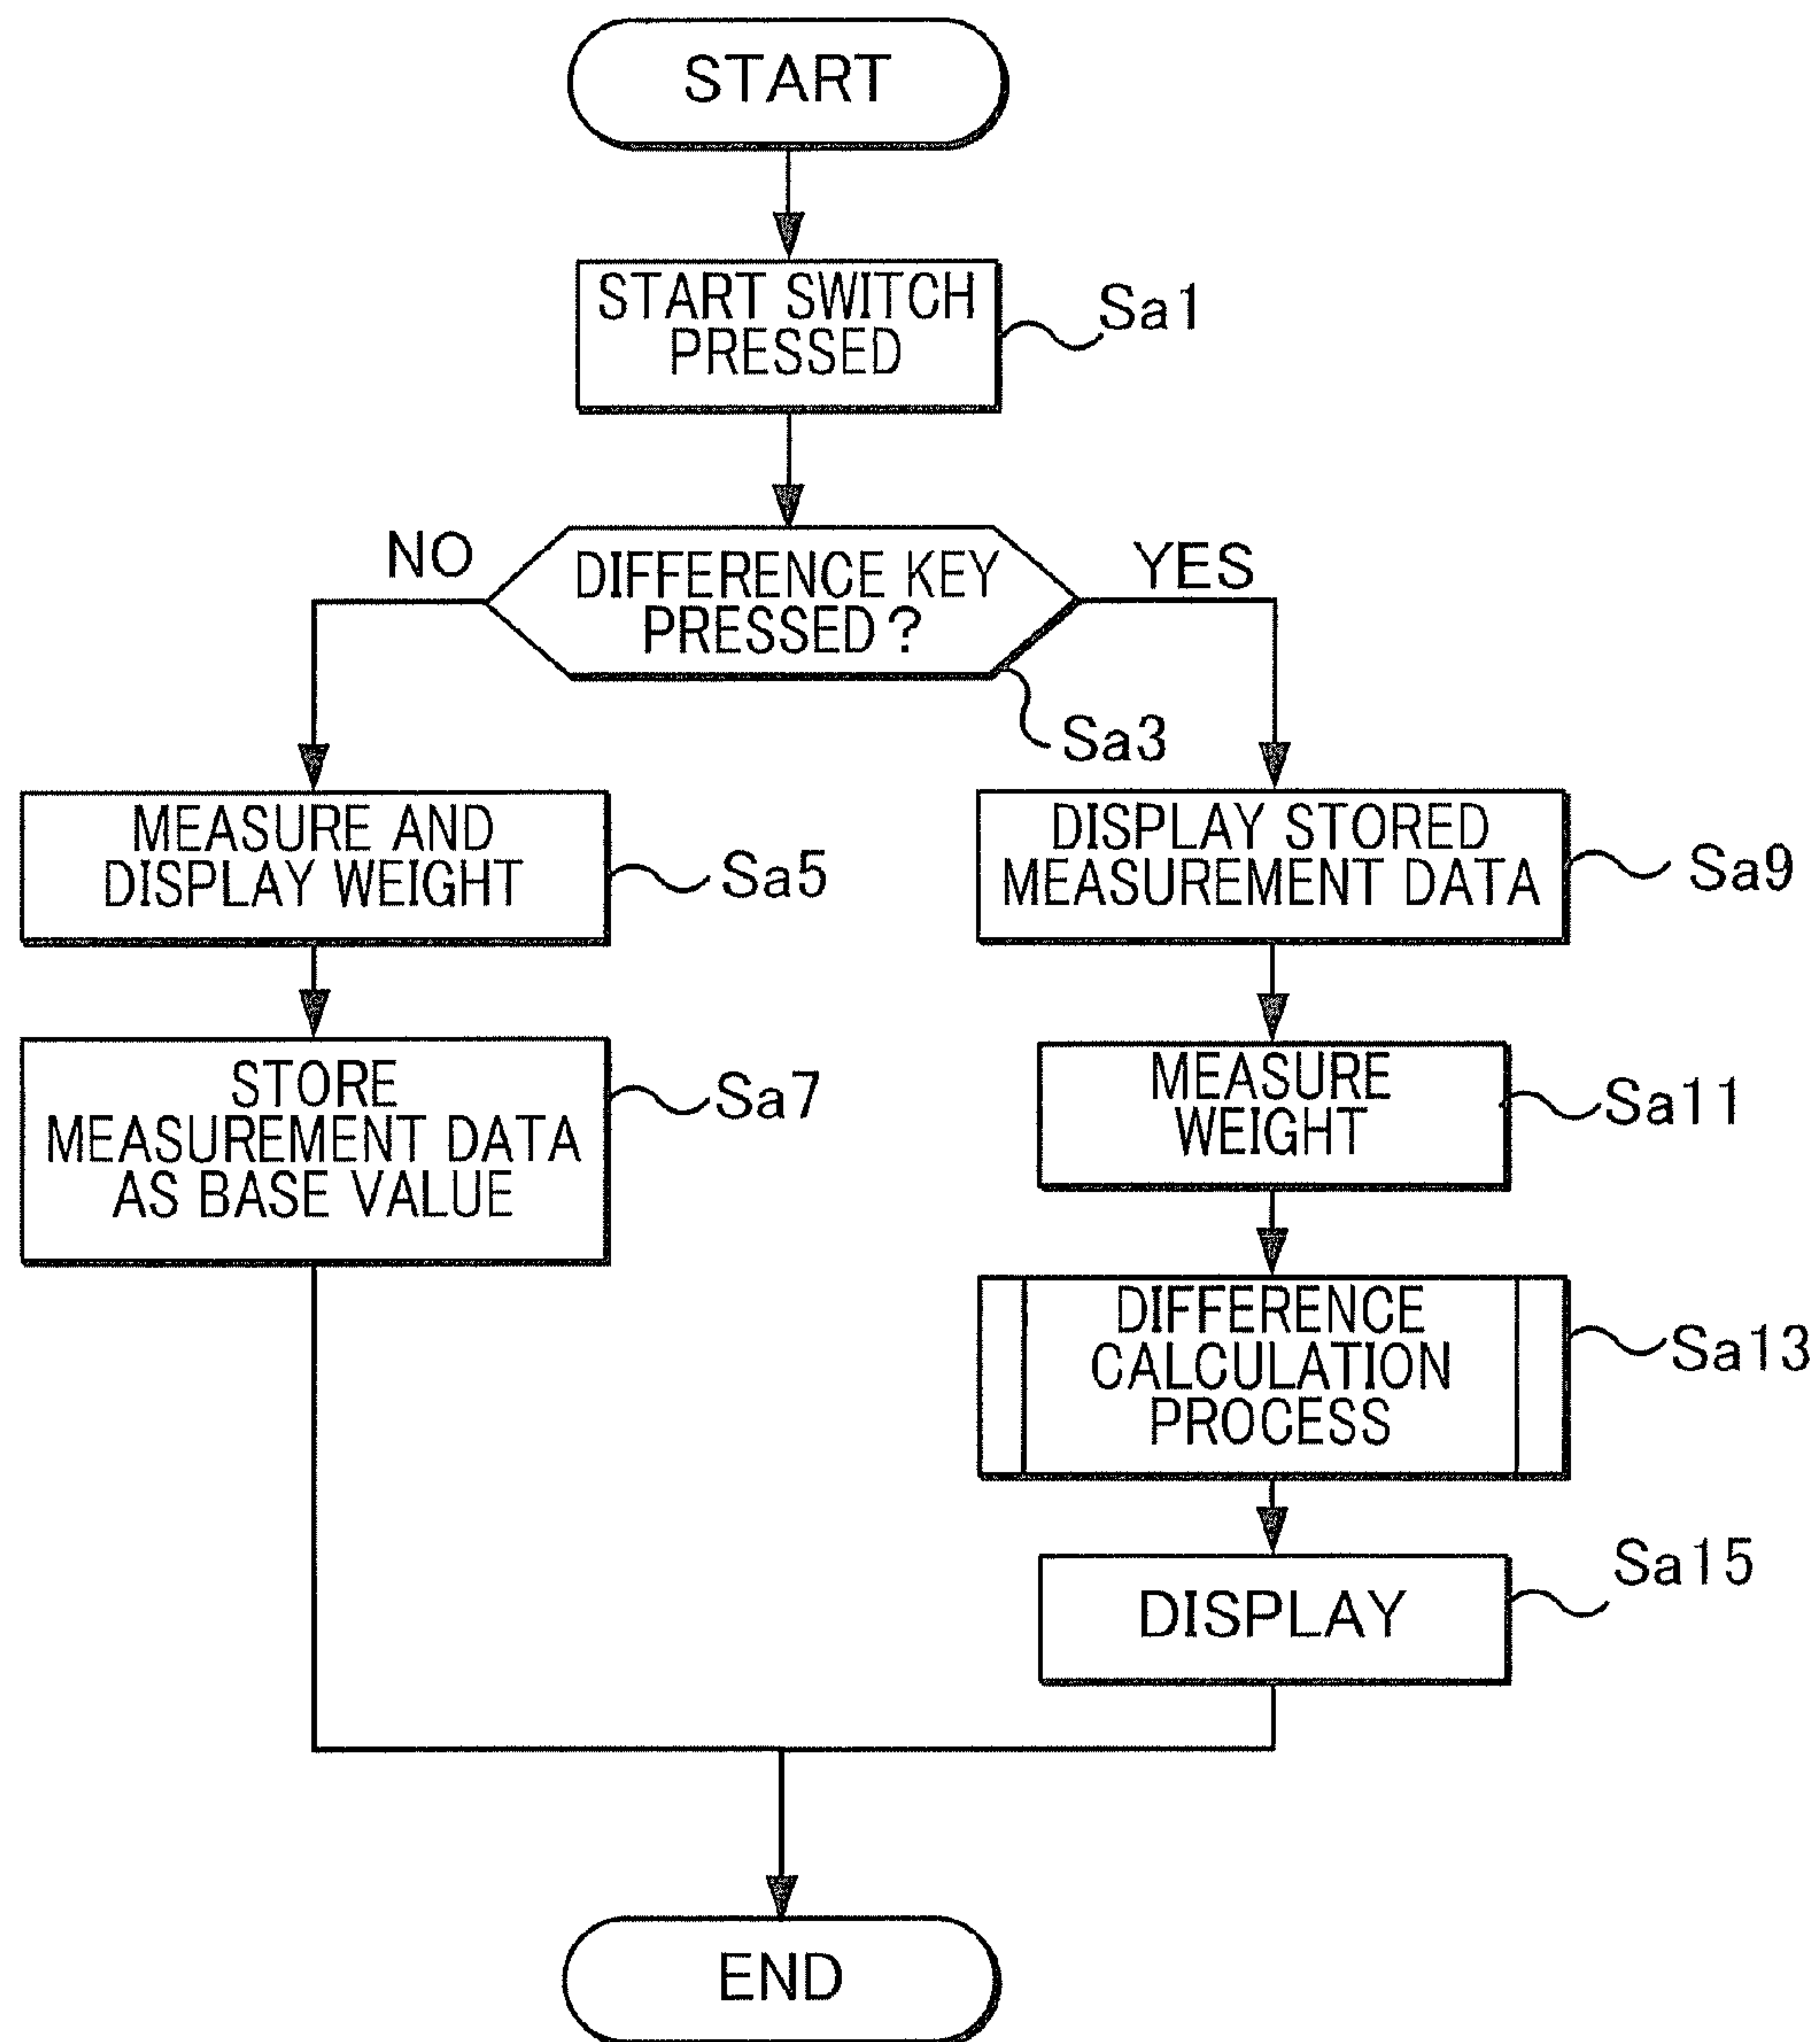 START
START SWITCH
PRESSED
Sa1
NO
DIFFERENCE KEY
PRESSED?
YES
Sa3
MEASURE AND
DISPLAY WEIGHT
Sa5
DISPLAY STORED
MEASUREMENT DATA
Sa9
STORE
MEASUREMENT DATA
AS BASE VALUE
Sa7
MEASURE
WEIGHT
Sa11
DIFFERENCE
CALCULATION
PROCESS
Sa13
DISPLAY
Sa15
END